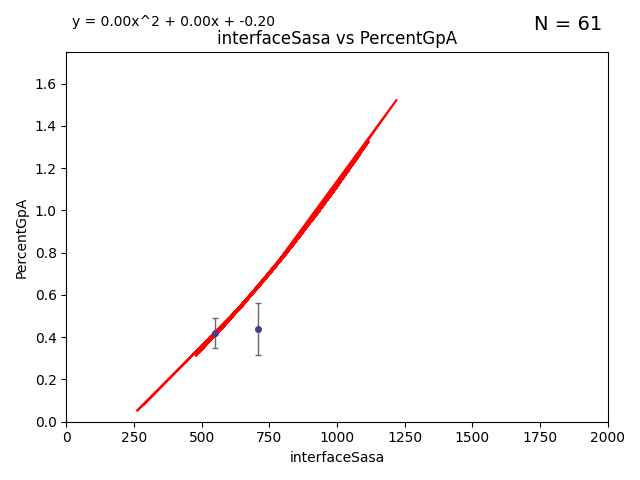 y = 0.00x^2 + 0.00x + -0.20
N = 61
interfaceSasa vs PercentGpA
PercentGpA
1.6
1.4
1.2
1.0
0.8
0.6
0.4
0.2
0.0
0 250 500 750 1000 1250 1500 1750 2000
interfaceSasa